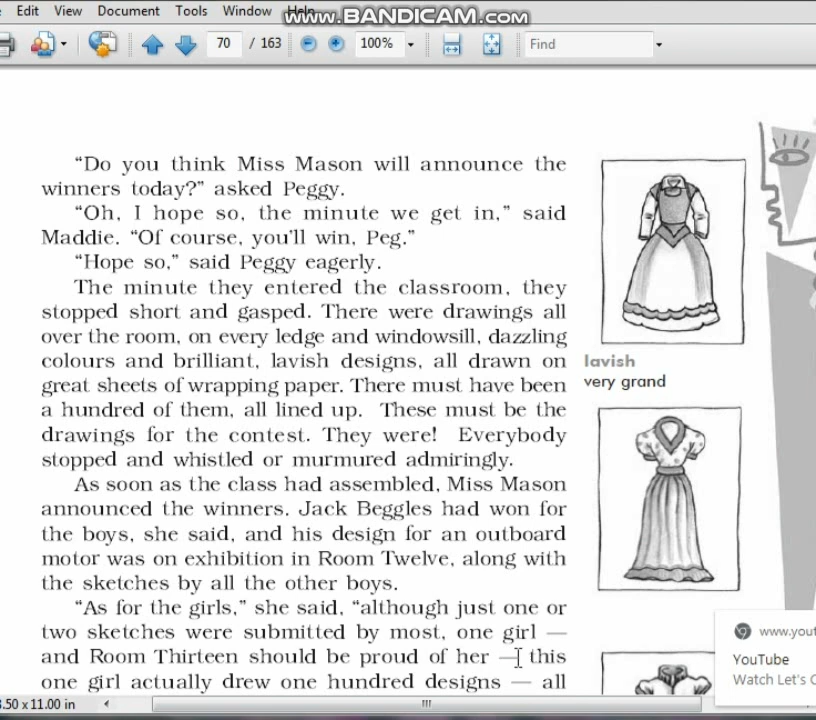 Edit View Document Tools Window Help
www.BANDICAM.com
70 / 163 100% Find
“Do you think Miss Mason will announce the
winners today?” asked Peggy.
“Oh, I hope so, the minute we get in,” said
Maddie. “Of course, you’ll win, Peg.”
“Hope so,” said Peggy eagerly.
The minute they entered the classroom, they
stopped short and gasped. There were drawings all
over the room, on every ledge and windowsill, dazzling
colours and brilliant, lavish designs, all drawn on
great sheets of wrapping paper. There must have been
a hundred of them, all lined up. These must be the
drawings for the contest. They were! Everybody
stopped and whistled or murmured admiringly.
As soon as the class had assembled, Miss Mason
announced the winners. Jack Beggles had won for
the boys, she said, and his design for an outboard
motor was on exhibition in Room Twelve, along with
the sketches by all the other boys.
“As for the girls,” she said, “although just one or
two sketches were submitted by most, one girl —
and Room Thirteen should be proud of her — this
one girl actually drew one hundred designs — all
lavish
very grand
www.yout
YouTube
Watch Let's
8.50 x 11.00 in